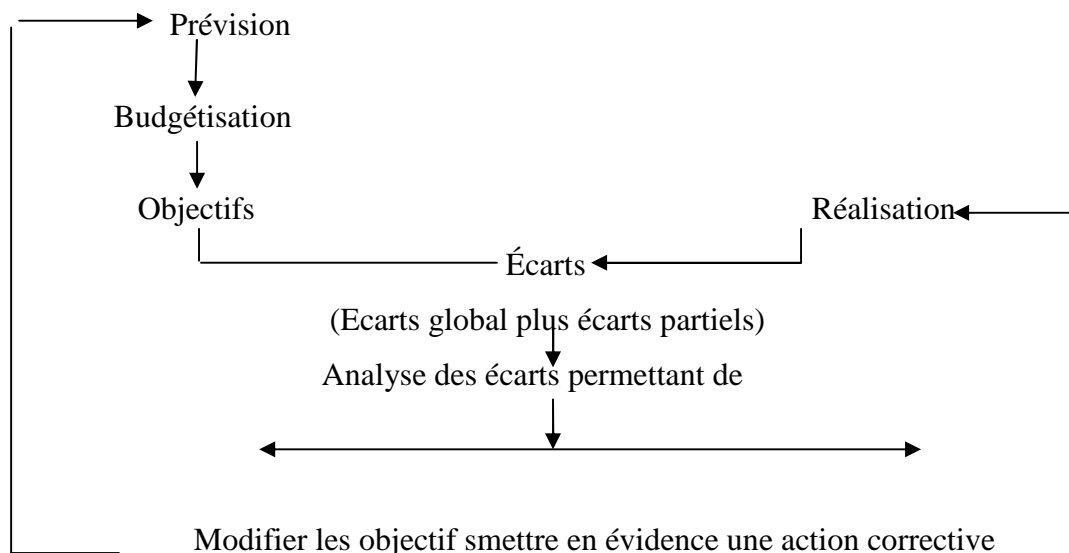 Prévision
Budgétisation
Objectifs
Réalisation
Écarts
(Ecarts global plus écarts partiels)
Analyse des écarts permettant de
Modifier les objectif smettre en évidence une action corrective